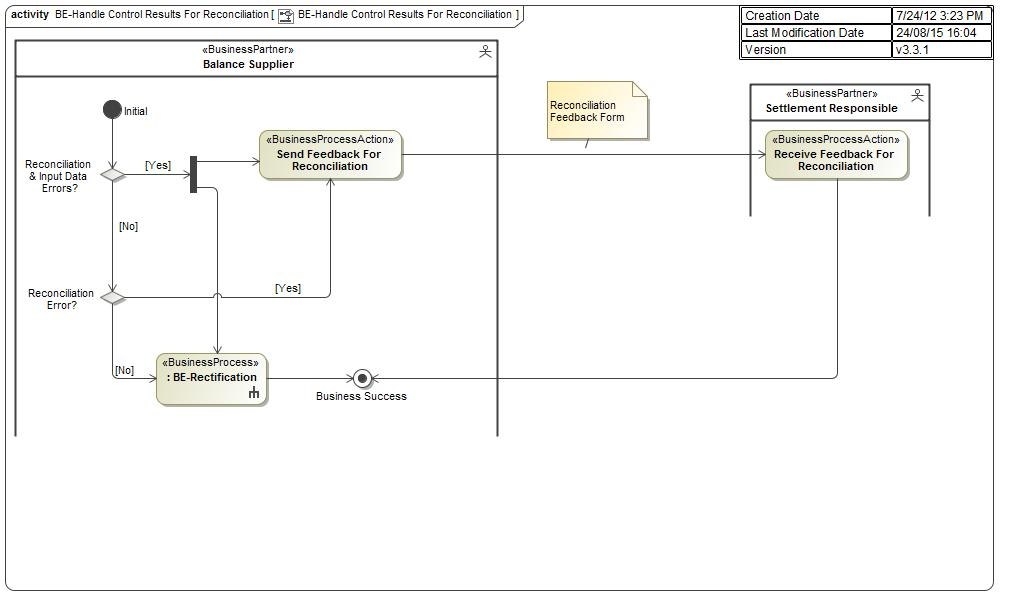 activity BE-Handle Control Results For Reconciliation [ BE-Handle Control Results For Reconciliation ]
Creation Date 7/24/12 3:23 PM
Last Modification Date 24/08/15 16:04
Version v3.3.1
«BusinessPartner»
Balance Supplier
Initial
Reconciliation
& Input Data
Errors?
[Yes]
«BusinessProcessAction»
Send Feedback For
Reconciliation
Reconciliation
Feedback Form
«BusinessPartner»
Settlement Responsible
«BusinessProcessAction»
Receive Feedback For
Reconciliation
[No]
Reconciliation
Error?
[Yes]
[No]
«BusinessProcess»
: BE-Rectification
Business Success